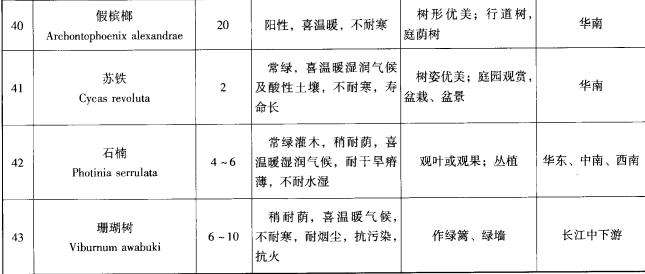 40
假槟榔
Archontophoenix alexandrae
20
阳性，喜温暖，不耐寒
树形优美；行道树，
庭荫树
华南
41
苏铁
Cycas revoluta
2
常绿，喜温暖湿润气候
及酸性土壤，不耐寒，寿
命长
树姿优美；庭园观赏，
盆栽、盆景
华南
42
石楠
Photinia serrulata
4~6
常绿灌木，稍耐荫，喜
温暖湿润气候，耐干旱瘠
薄，不耐水湿
观叶或观果；丛植
华东、中南、西南
43
珊瑚树
Viburnum awabuki
6~10
稍耐荫，喜温暖气候，
不耐寒，耐烟尘，抗污染，
抗火
作绿篱、绿墙
长江中下游